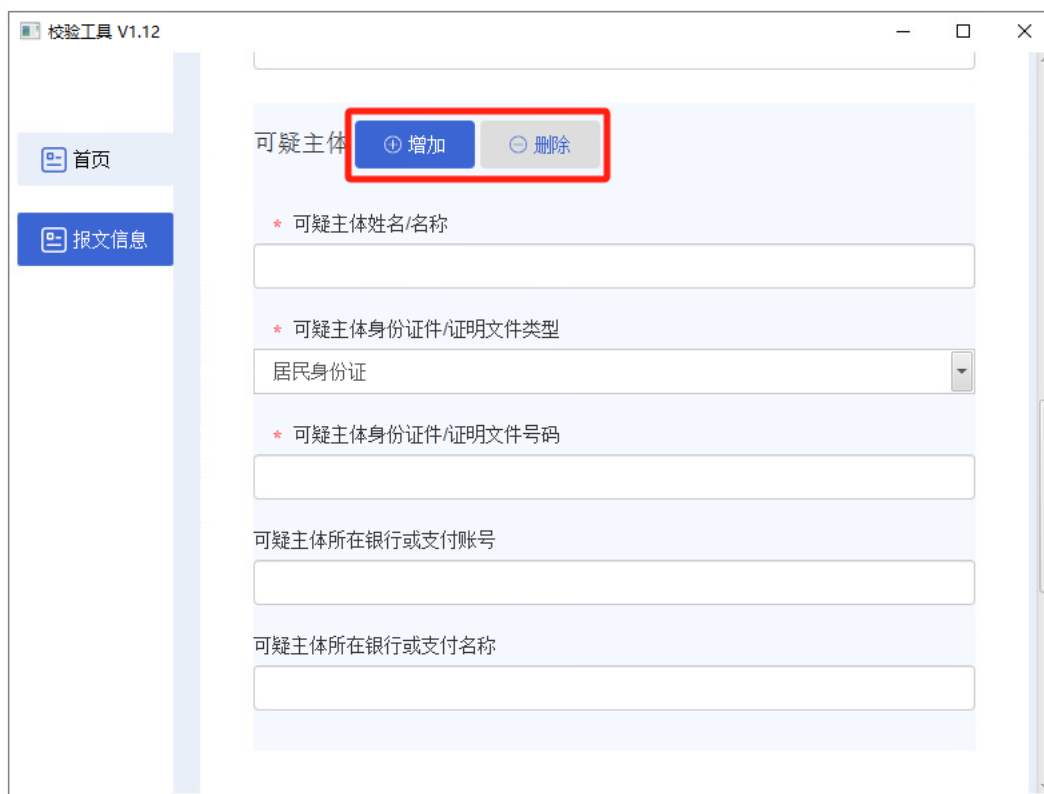 校验工具 V1.12
首页
报文信息
可疑主体 增加 删除
* 可疑主体姓名/名称
* 可疑主体身份证件/证明文件类型
居民身份证
* 可疑主体身份证件/证明文件号码
可疑主体所在银行或支付账号
可疑主体所在银行或支付名称